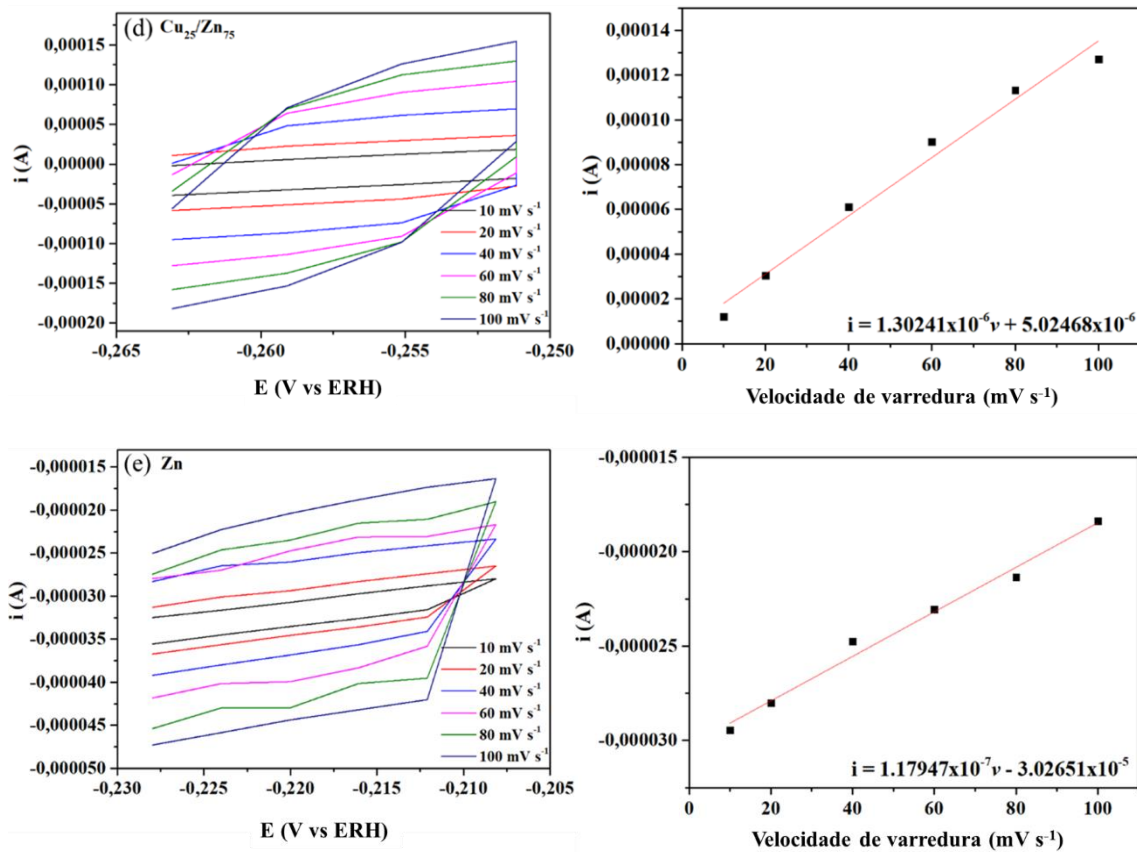 (d) Cu25/Zn75
0,00015
0,00010
0,00005
0,00000
-0,00005
-0,00010
-0,00015
-0,00020
i (A)
10 mV s-1
20 mV s-1
40 mV s-1
60 mV s-1
80 mV s-1
100 mV s-1
-0,265 -0,260 -0,255 -0,250
E (V vs ERH)
0,00014
0,00012
0,00010
0,00008
0,00006
0,00004
0,00002
0,00000
i (A)
i = 1.30241x10-6v + 5.02468x10-6
0 20 40 60 80 100
Velocidade de varredura (mV s-1)
(e) Zn
-0,000015
-0,000020
-0,000025
-0,000030
-0,000035
-0,000040
-0,000045
-0,000050
i (A)
10 mV s-1
20 mV s-1
40 mV s-1
60 mV s-1
80 mV s-1
100 mV s-1
-0,230 -0,225 -0,220 -0,215 -0,210 -0,205
E (V vs ERH)
-0,000015
-0,000020
-0,000025
-0,000030
i (A)
i = 1.17947x10-7v - 3.02651x10-5
0 20 40 60 80 100
Velocidade de varredura (mV s-1)